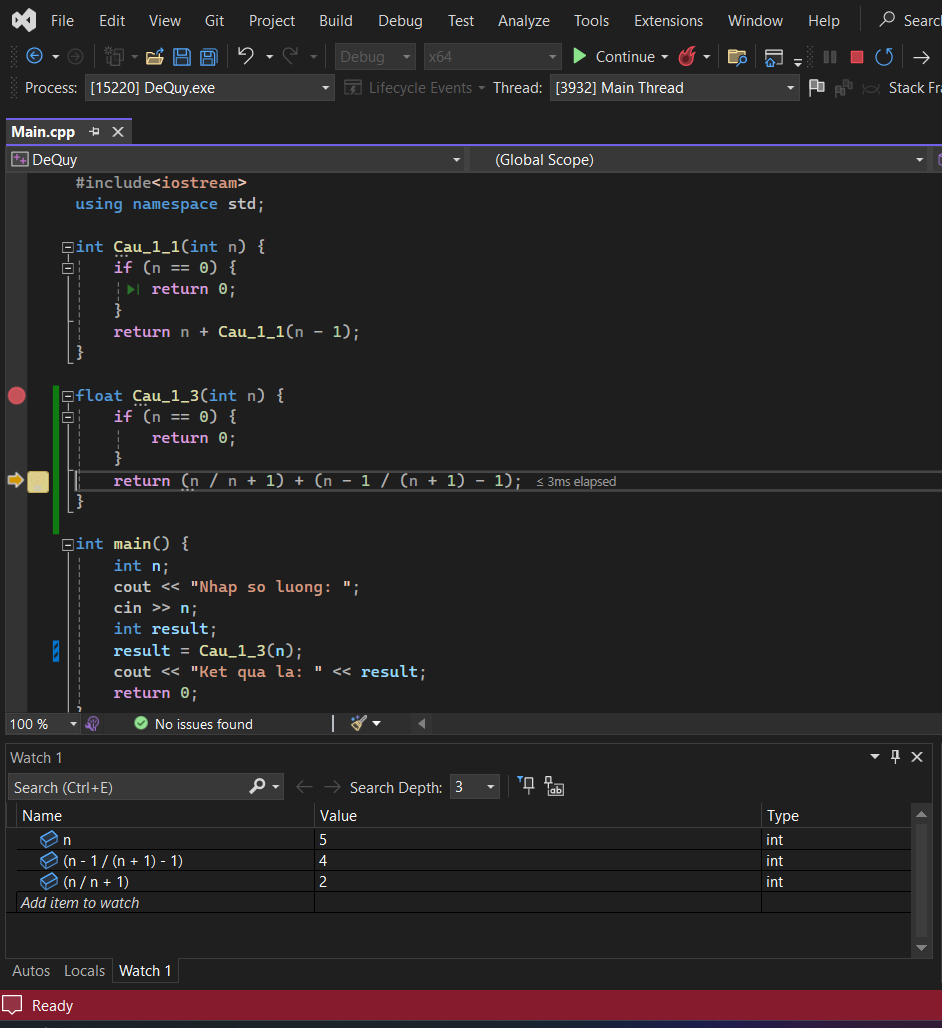 File Edit View Git Project Build Debug Test Analyze Tools Extensions Window Help Searc
Debug x64 Continue
Process: [15220] DeQuy.exe Lifecycle Events Thread: [3932] Main Thread Stack Fra
Main.cpp
DeQuy (Global Scope)
#include<iostream>
using namespace std;
int Cau_1_1(int n) {
if (n == 0) {
return 0;
}
return n + Cau_1_1(n - 1);
}
float Cau_1_3(int n) {
if (n == 0) {
return 0;
}
return (n / n + 1) + (n - 1 / (n + 1) - 1); ≤ 3ms elapsed
}
int main() {
int n;
cout << "Nhap so luong: ";
cin >> n;
int result;
result = Cau_1_3(n);
cout << "Ket qua la: " << result;
return 0;
100 % No issues found
Watch 1
Search (Ctrl+E) Search Depth: 3
Name Value Type
n 5 int
(n - 1 / (n + 1) - 1) 4 int
(n / n + 1) 2 int
Add item to watch
Autos Locals Watch 1
Ready